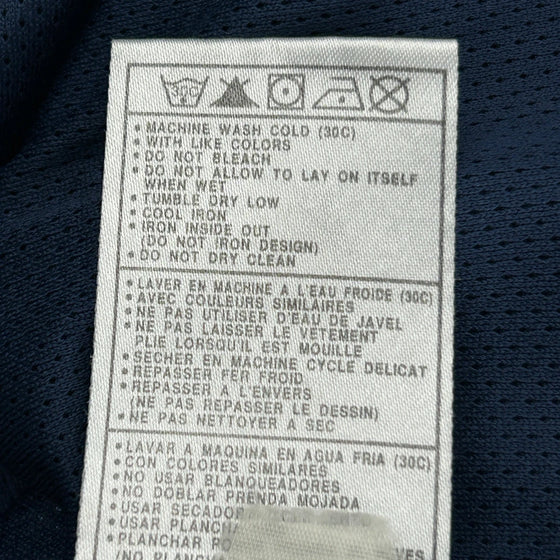 30C
• MACHINE WASH COLD (30C)
• WITH LIKE COLORS
• DO NOT BLEACH
• DO NOT ALLOW TO LAY ON ITSELF
WHEN WET
• TUMBLE DRY LOW
• COOL IRON
• IRON INSIDE OUT
(DO NOT IRON DESIGN)
• DO NOT DRY CLEAN
• LAVER EN MACHINE A L'EAU FROIDE (30C)
• AVEC COULEURS SIMILAIRES
• NE PAS UTILISER D'EAU DE JAVEL
• NE PAS LAISSER LE VETEMENT
PLIE LORSQU'IL EST MOUILLE
• SECHER EN MACHINE CYCLE DELICAT
• REPASSER FER FROID
• REPASSER A L'ENVERS
(NE PAS REPASSER LE DESSIN)
• NE PAS NETTOYER A SEC
• LAVAR A MAQUINA EN AGUA FRIA (30C)
• CON COLORES SIMILARES
• NO USAR BLANQUEADORES
• NO DOBLAR PRENDA MOJADA
• USAR
• USAR